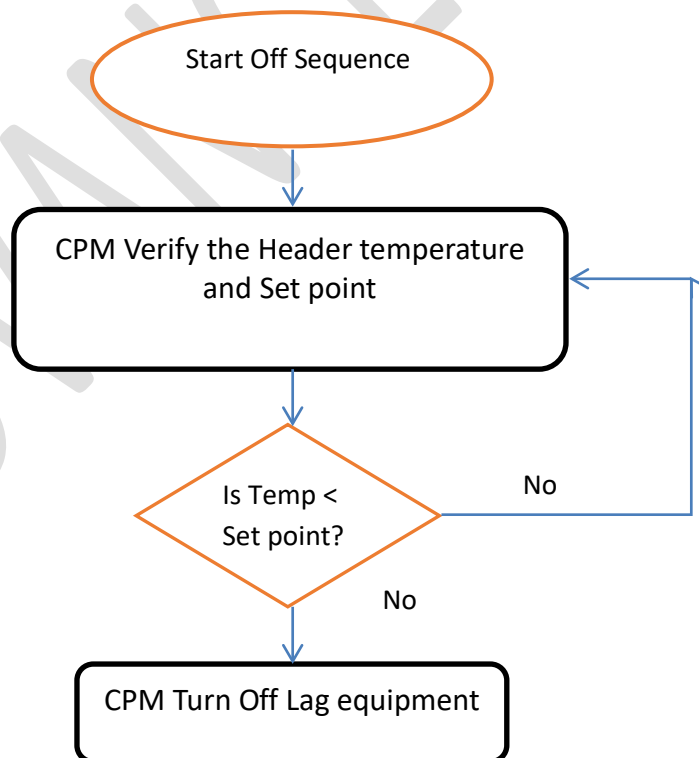 Start Off Sequence
CPM Verify the Header temperature
and Set point
Is Temp <
Set point?
No
No
CPM Turn Off Lag equipment